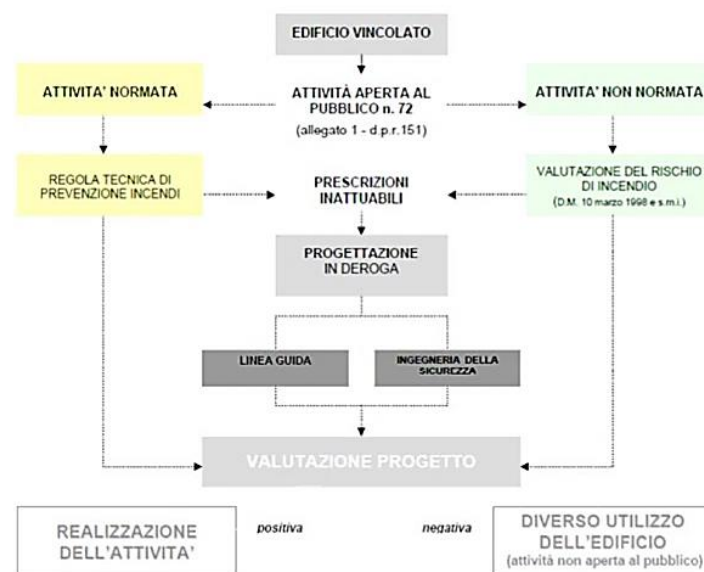 EDIFICIO VINCOLATO
ATTIVITA' NORMATA
ATTIVITÀ APERTA AL
PUBBLICO n. 72
(allegato 1 - d.p.r.151)
ATTIVITA' NON NORMATA
REGOLA TECNICA DI
PREVENZIONE INCENDI
PRESCRIZIONI
INATTUABILI
VALUTAZIONE DEL RISCHIO
DI INCENDIO
(D.M. 10 marzo 1998 e s.m.i.)
PROGETTAZIONE
IN DEROGA
LINEA GUIDA
INGEGNERIA DELLA
SICUREZZA
VALUTAZIONE PROGETTO
REALIZZAZIONE
DELL'ATTIVITA'
positiva
negativa
DIVERSO UTILIZZO
DELL'EDIFICIO
(attività non aperta al pubblico)